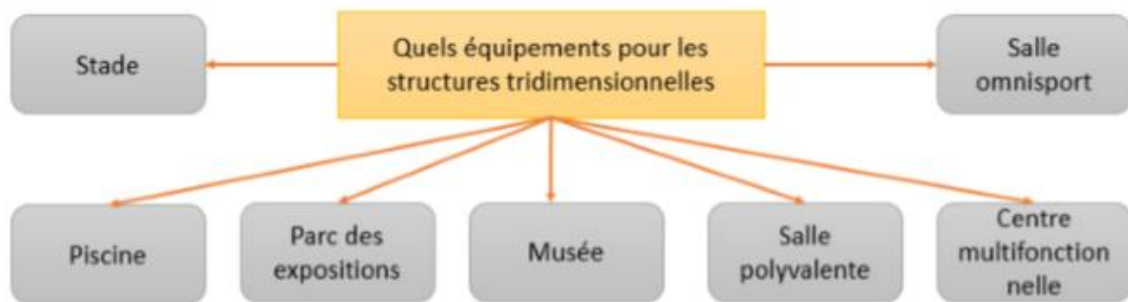 Stade
Quels équipements pour les
structures tridimensionnelles
Salle
omnisport
Piscine
Parc des
expositions
Musée
Salle
polyvalente
Centre
multifonction
nelle